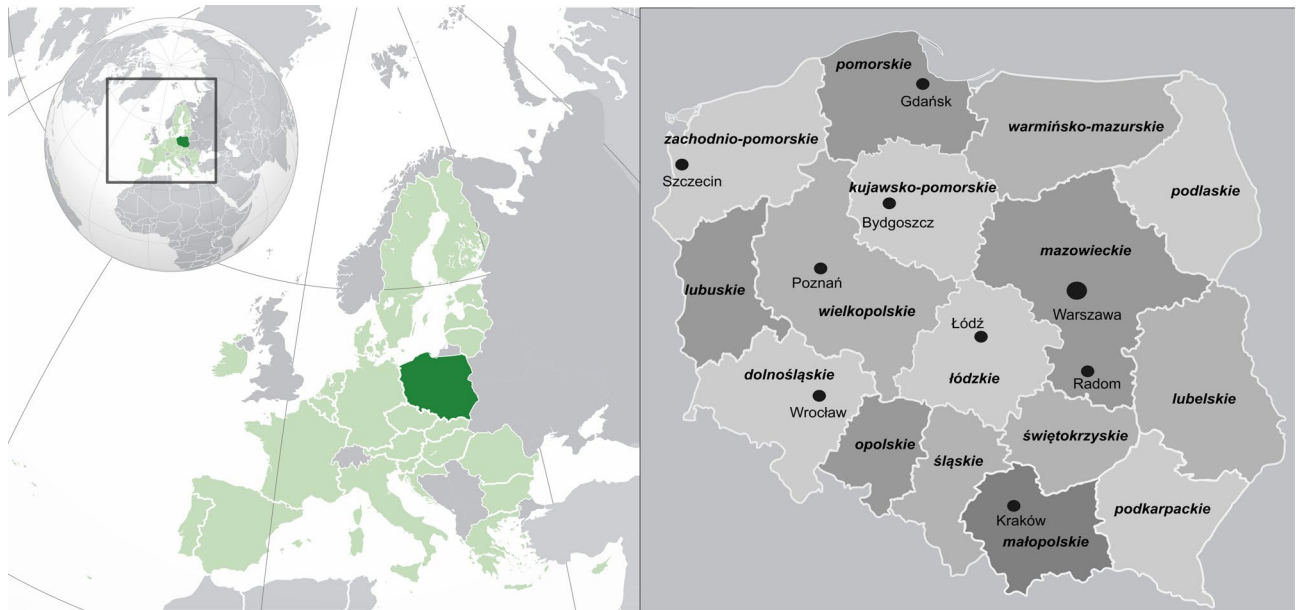 pomorskie
Gdańsk
warmińsko-mazurskie
zachodnio-pomorskie
Szczecin
kujawsko-pomorskie
Bydgoszcz
podlaskie
mazowieckie
lubuskie
Poznań
wielkopolskie
Warszawa
Łódź
dolnośląskie
łódzkie
Radom
Wrocław
lubelskie
opolskie
śląskie
świętokrzyskie
Kraków
małopolskie
podkarpackie